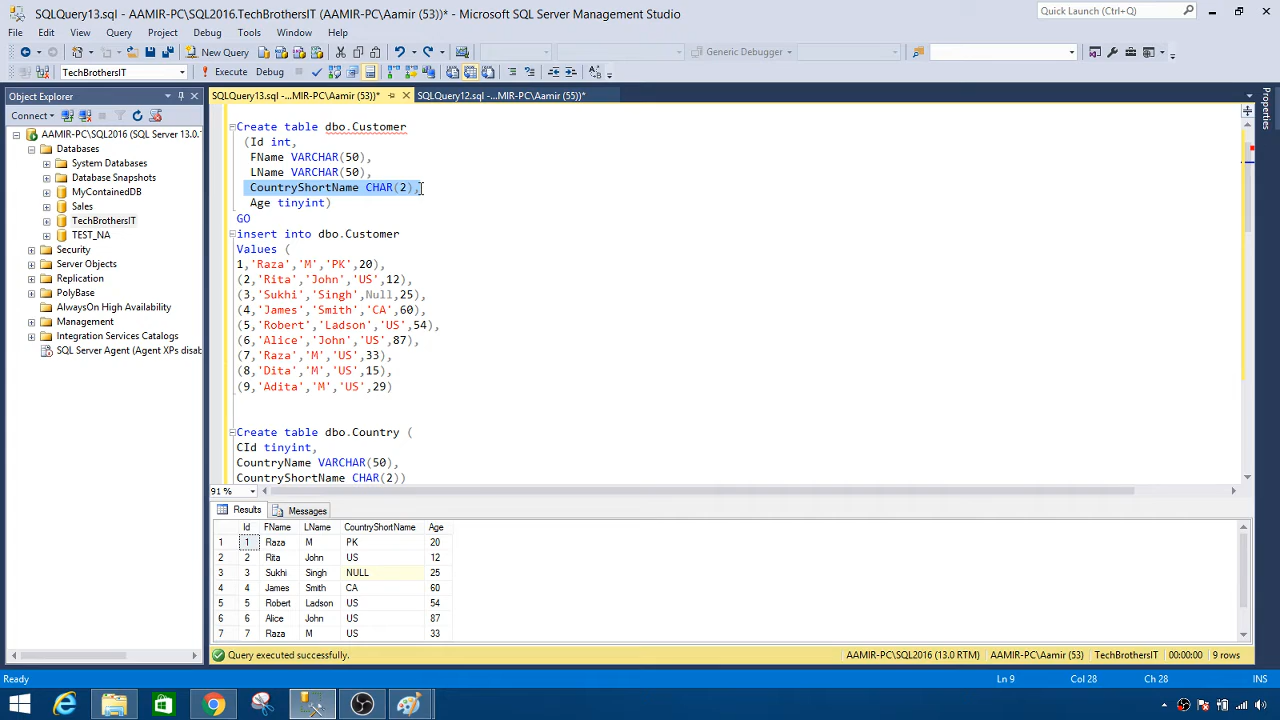 SQLQuery13.sql - AAMIR-PC\SQL2016.TechBrothersIT (AAMIR-PC\Aamir (53))* - Microsoft SQL Server Management Studio
Quick Launch (Ctrl+Q)
File Edit View Query Project Debug Tools Window Help
New Query
Generic Debugger
TechBrothersIT
Execute Debug
Object Explorer
SQLQuery13.sql -...MIR-PC\Aamir (53))*
SQLQuery12.sql -...MIR-PC\Aamir (55))*
Properties
Connect
AAMIR-PC\SQL2016 (SQL Server 13.0.
Databases
System Databases
Database Snapshots
MyContainedDB
Sales
TechBrothersIT
TEST_NA
Security
Server Objects
Replication
PolyBase
AlwaysOn High Availability
Management
Integration Services Catalogs
SQL Server Agent (Agent XPs disab
Create table dbo.Customer
(Id int,
FName VARCHAR(50),
LName VARCHAR(50),
CountryShortName CHAR(2),
Age tinyint)
GO
insert into dbo.Customer
Values (
1,'Raza','M','PK',20),
(2,'Rita','John','US',12),
(3,'Sukhi','Singh',Null,25),
(4,'James','Smith','CA',60),
(5,'Robert','Ladson','US',54),
(6,'Alice','John','US',87),
(7,'Raza','M','US',33),
(8,'Dita','M','US',15),
(9,'Adita','M','US',29)
Create table dbo.Country (
CId tinyint,
CountryName VARCHAR(50),
CountryShortName CHAR(2))
91 %
Results Messages
Id FName LName CountryShortName Age
1 1 Raza M PK 20
2 2 Rita John US 12
3 3 Sukhi Singh NULL 25
4 4 James Smith CA 60
5 5 Robert Ladson US 54
6 6 Alice John US 87
7 7 Raza M US 33
Query executed successfully.
AAMIR-PC\SQL2016 (13.0 RTM) AAMIR-PC\Aamir (53) TechBrothersIT 00:00:00 9 rows
Ready
Ln 9 Col 28 Ch 28 INS